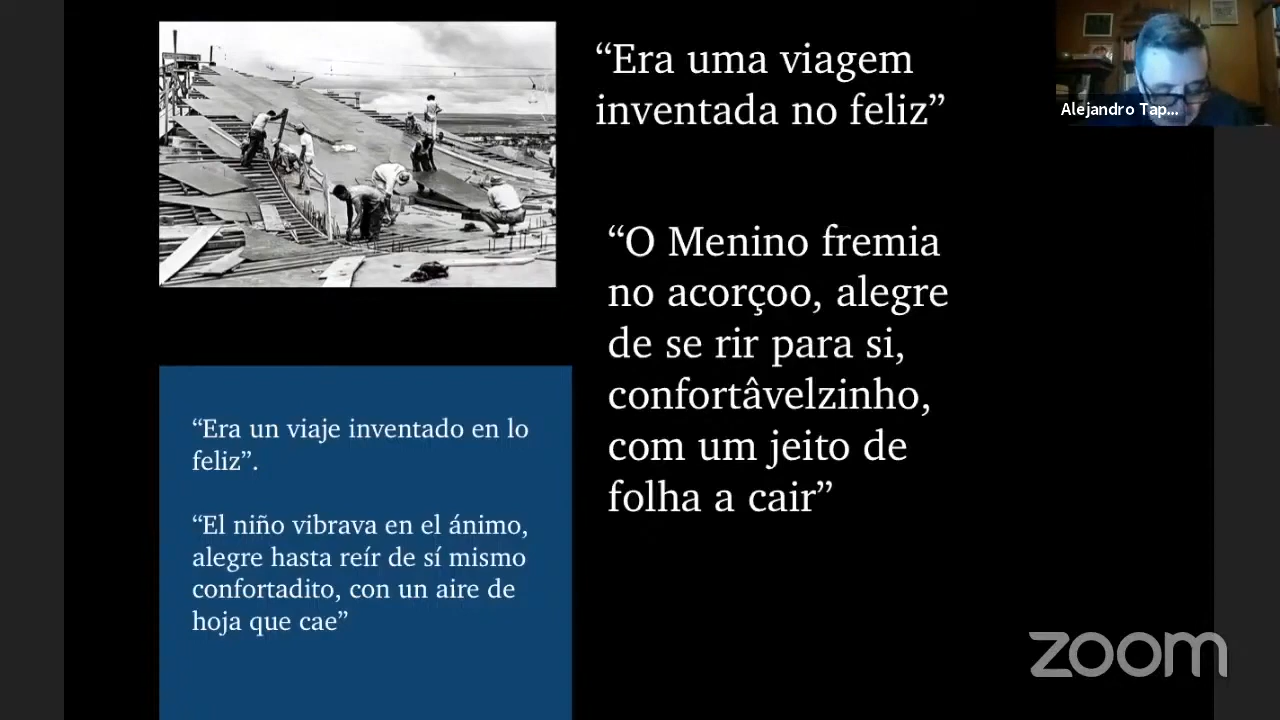 “Era uma viagem
inventada no feliz”
“O Menino fremia
no acorçoo, alegre
de se rir para si,
confortâvelzinho,
com um jeito de
folha a cair”
“Era un viaje inventado en lo
feliz”.
“El niño vibrava en el ánimo,
alegre hasta reír de sí mismo
confortadito, con un aire de
hoja que cae”
Alejandro Tap...
zoom